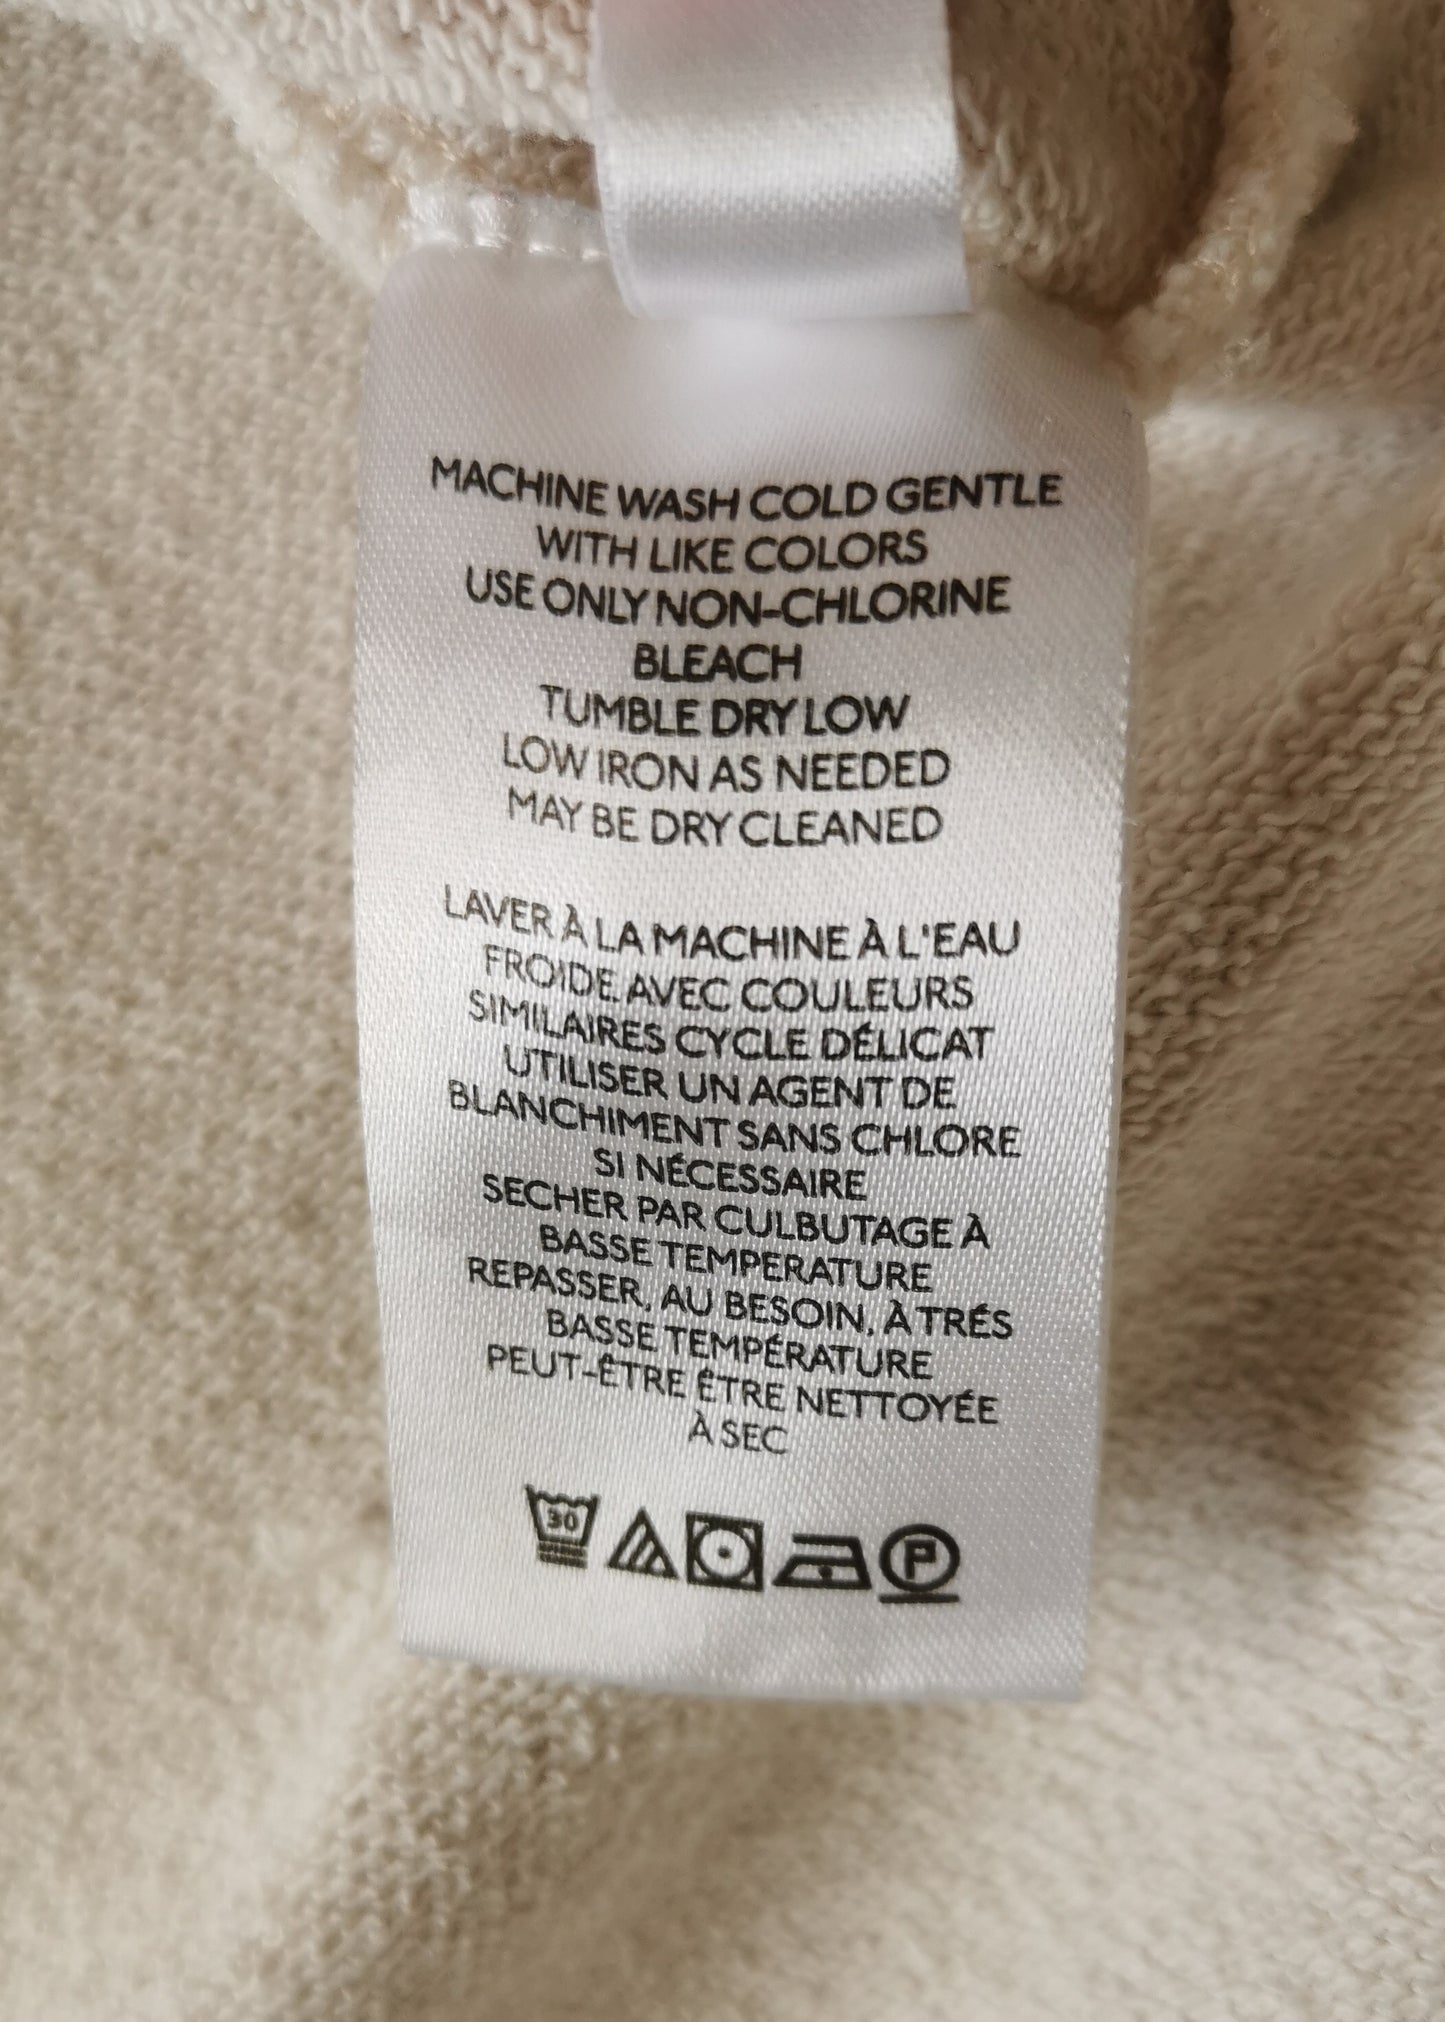 MACHINE WASH COLD GENTLE
WITH LIKE COLORS
USE ONLY NON-CHLORINE
BLEACH
TUMBLE DRY LOW
LOW IRON AS NEEDED
MAY BE DRY CLEANED
LAVER À LA MACHINE À L'EAU
FROIDE AVEC COULEURS
SIMILAIRES CYCLE DÉLICAT
UTILISER UN AGENT DE
BLANCHIMENT SANS CHLORE
SI NÉCESSAIRE
SECHER PAR CULBUTAGE À
BASSE TEMPERATURE
REPASSER, AU BESOIN, À TRÉS
BASSE TEMPÉRATURE
PEUT-ÊTRE ÊTRE NETTOYÉE
À SEC
30 P